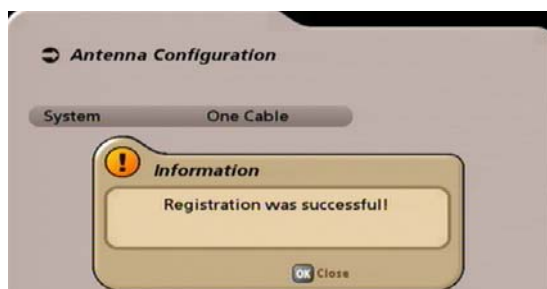 Antenna Configuration
System One Cable
Information
Registration was successful!
OK Close